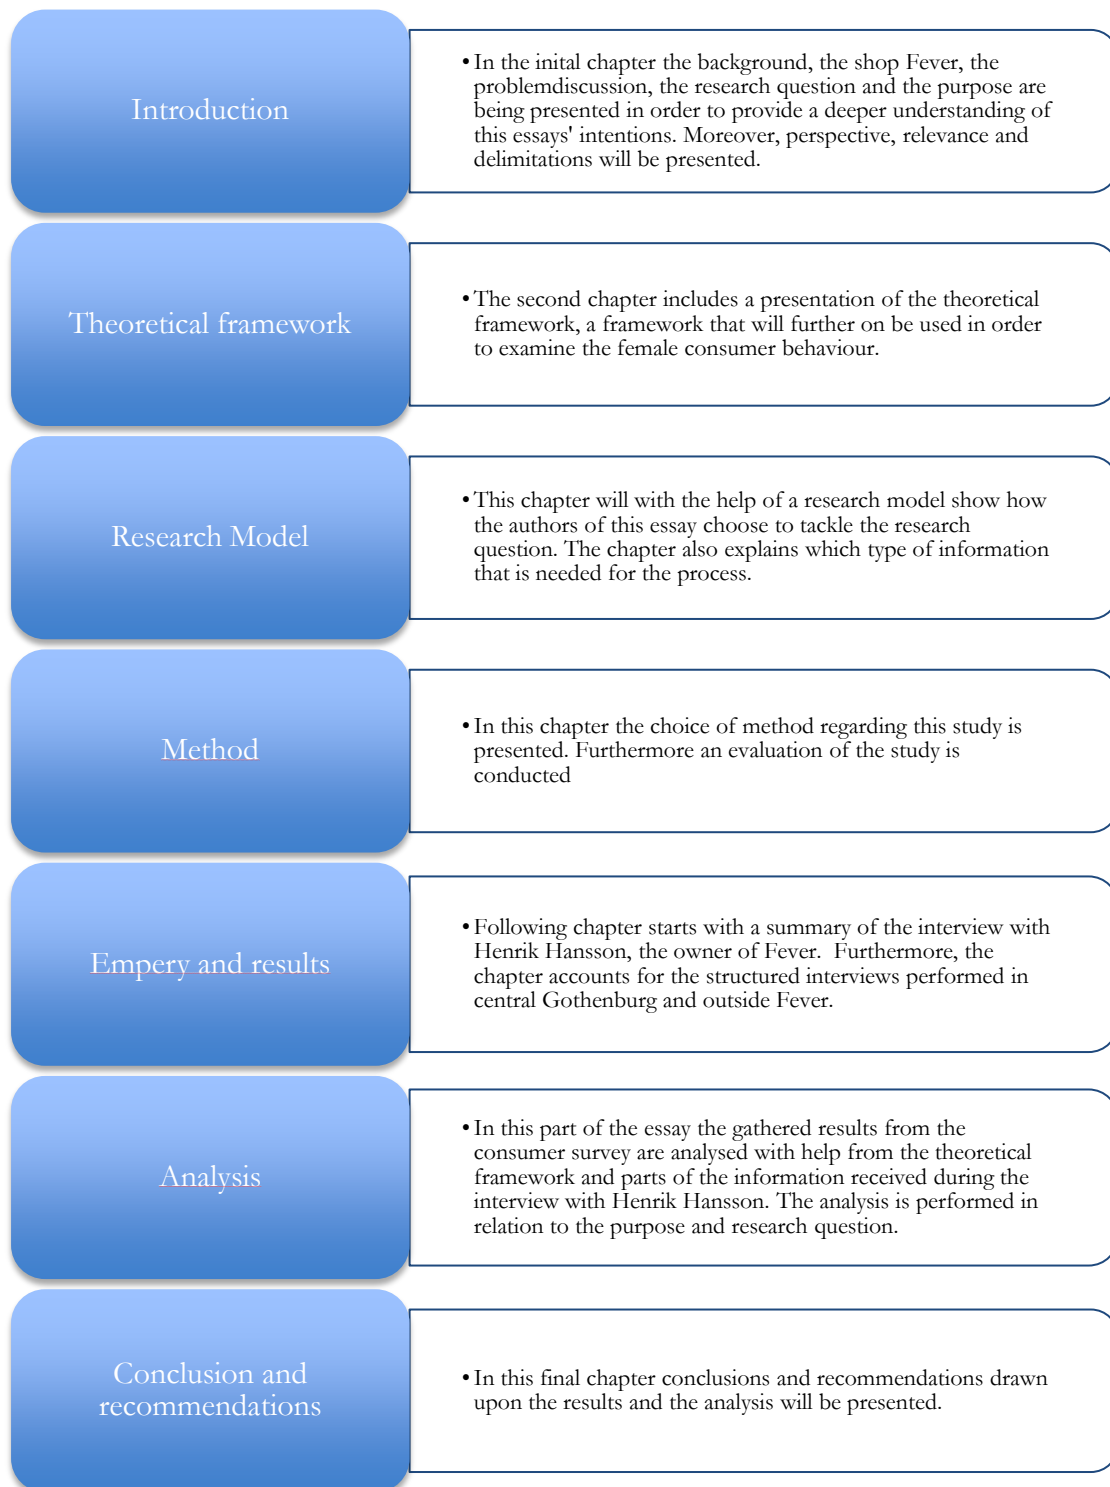 Introduction
• In the inital chapter the background, the shop Fever, the
problemdiscussion, the research question and the purpose are
being presented in order to provide a deeper understanding of
this essays' intentions. Moreover, perspective, relevance and
delimitations will be presented.
Theoretical framework
• The second chapter includes a presentation of the theoretical
framework, a framework that will further on be used in order
to examine the female consumer behaviour.
Research Model
• This chapter will with the help of a research model show how
the authors of this essay choose to tackle the research
question. The chapter also explains which type of information
that is needed for the process.
Method
• In this chapter the choice of method regarding this study is
presented. Furthermore an evaluation of the study is
conducted
Empery and results
• Following chapter starts with a summary of the interview with
Henrik Hansson, the owner of Fever. Furthermore, the
chapter accounts for the structured interviews performed in
central Gothenburg and outside Fever.
Analysis
• In this part of the essay the gathered results from the
consumer survey are analysed with help from the theoretical
framework and parts of the information received during the
interview with Henrik Hansson. The analysis is performed in
relation to the purpose and research question.
Conclusion and
recommendations
• In this final chapter conclusions and recommendations drawn
upon the results and the analysis will be presented.